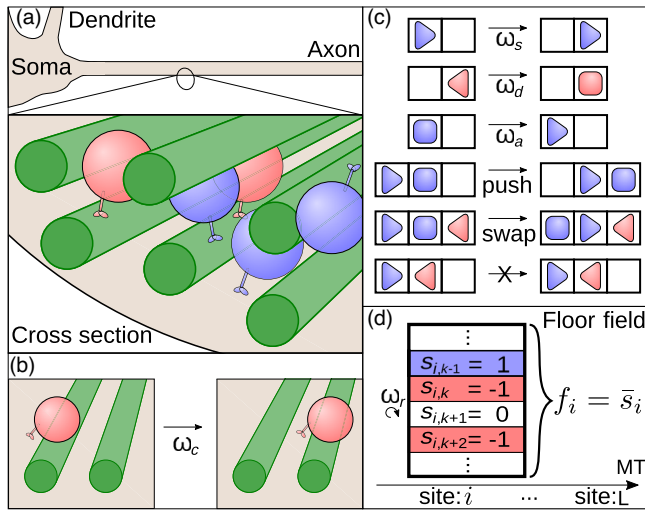 (a)
Dendrite
Soma
Axon
Cross section
(b)
ω_c
(c)
ω_s
ω_d
ω_a
push
swap
X
(d)
Floor field
⋮
s_{i,k-1} = 1
s_{i,k} = -1
s_{i,k+1} = 0
s_{i,k+2} = -1
⋮
ω_r
f_i = s̄_i
MT
site: i ... site: L